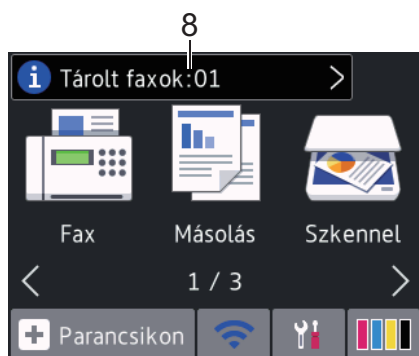 8
Tárolt faxok:01
Fax Másolás Szkennel
1 / 3
Parancsikon